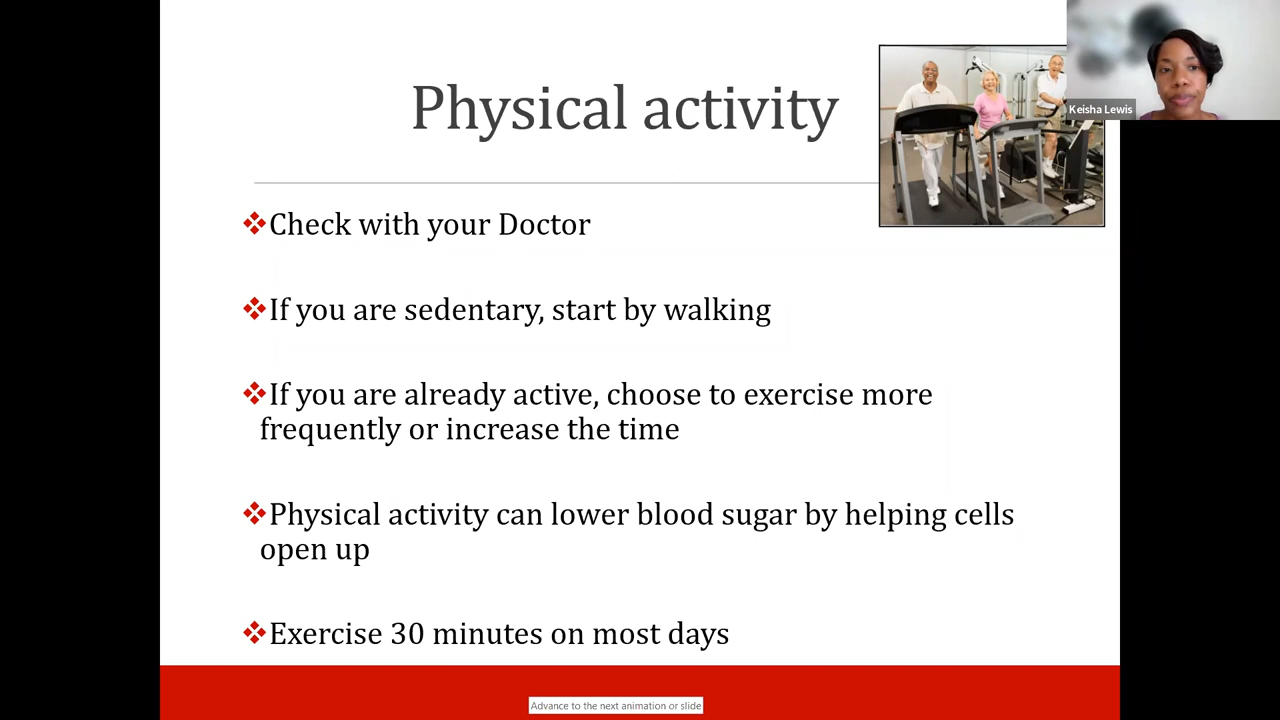 Physical activity
Keisha Lewis
❖Check with your Doctor
❖If you are sedentary, start by walking
❖If you are already active, choose to exercise more
frequently or increase the time
❖Physical activity can lower blood sugar by helping cells
open up
❖Exercise 30 minutes on most days
Advance to the next animation or slide